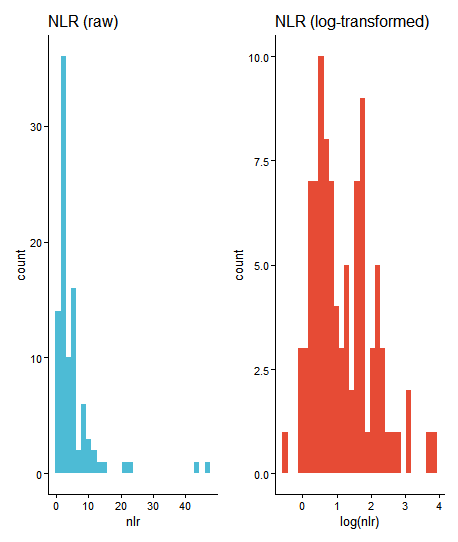 NLR (raw)
NLR (log-transformed)
30
20
10
0
count
0 10 20 30 40
nlr
10.0
7.5
5.0
2.5
0.0
count
0 1 2 3 4
log(nlr)